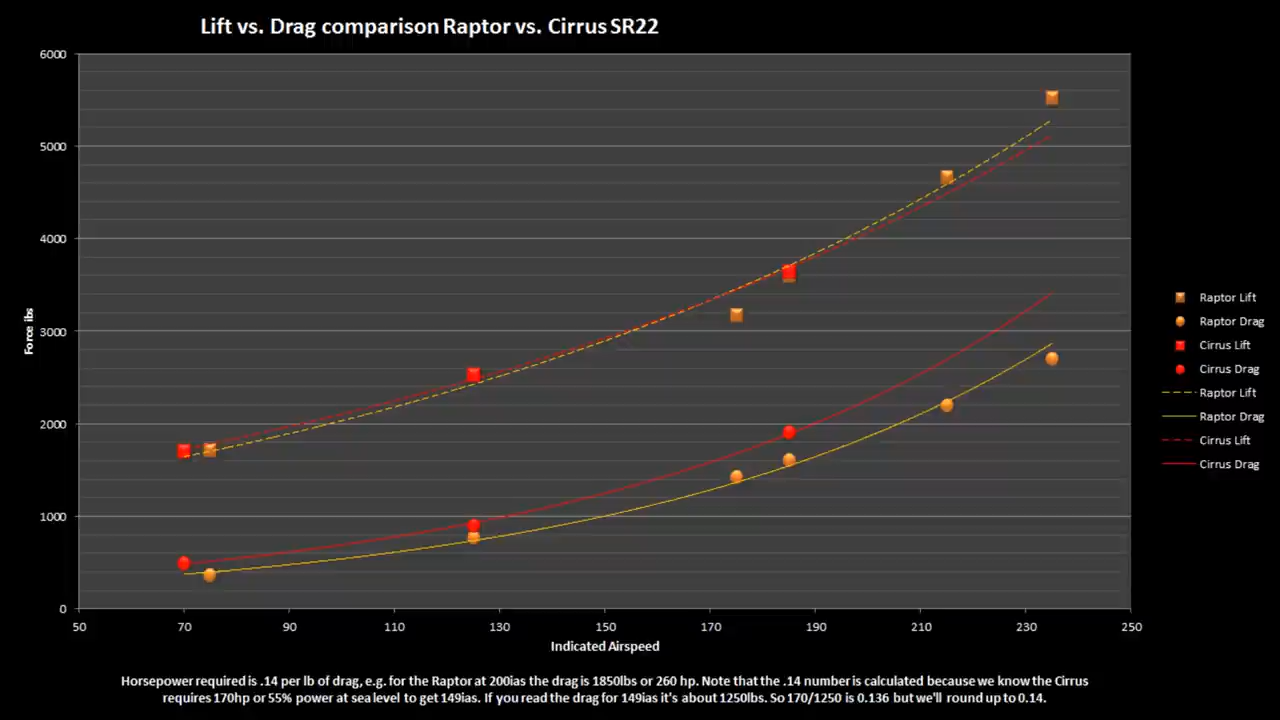 Lift vs. Drag comparison Raptor vs. Cirrus SR22
6000
5000
4000
3000
2000
1000
0
Force ibs
50 70 90 110 130 150 170 190 210 230 250
Indicated Airspeed
Raptor Lift
Raptor Drag
Cirrus Lift
Cirrus Drag
Raptor Lift
Raptor Drag
Cirrus Lift
Cirrus Drag
Horsepower required is .14 per lb of drag, e.g. for the Raptor at 200ias the drag is 1850lbs or 260 hp. Note that the .14 number is calculated because we know the Cirrus
requires 170hp or 55% power at sea level to get 149ias. If you read the drag for 149ias it's about 1250lbs. So 170/1250 is 0.136 but we'll round up to 0.14.